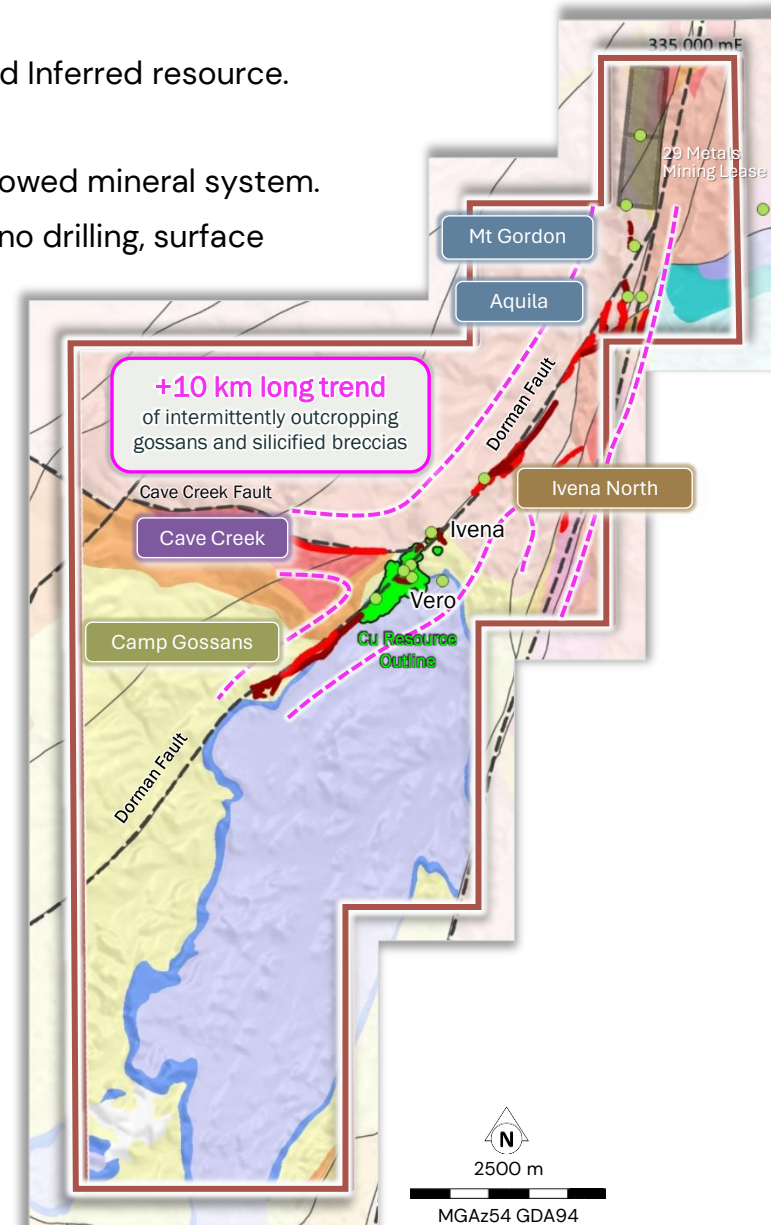 d Inferred resource.
owed mineral system.
no drilling, surface
335,000 mE
29 Metals
Mining Lease
Mt Gordon
Aquila
+10 km long trend
of intermittently outcropping
gossans and silicified breccias
Dorman Fault
Cave Creek Fault
Ivena North
Cave Creek
Ivena
Vero
Camp Gossans
Cu Resource
Outline
Dorman Fault
N
2500 m
MGAz54 GDA94